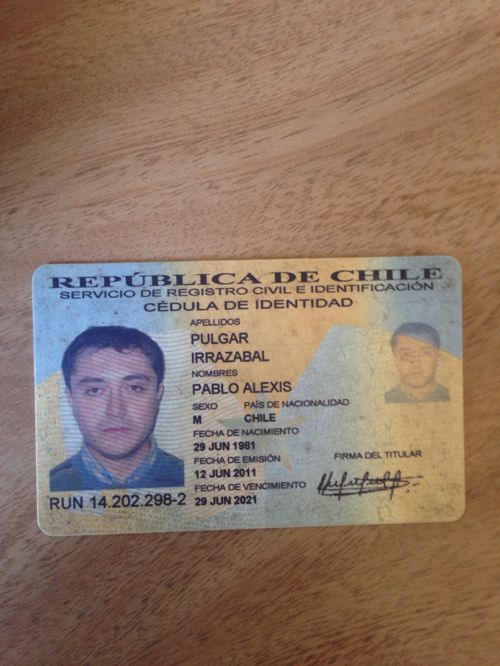 REPÚBLICA DE CHILE
SERVICIO DE REGISTRO CIVIL E IDENTIFICACIÓN
CÉDULA DE IDENTIDAD
APELLIDOS
PULGAR
IRRAZABAL
NOMBRES
PABLO ALEXIS
SEXO PAÍS DE NACIONALIDAD
M CHILE
FECHA DE NACIMIENTO
29 JUN 1981
FECHA DE EMISIÓN
12 JUN 2011
FECHA DE VENCIMIENTO
29 JUN 2021
FIRMA DEL TITULAR
RUN 14.202.298-2